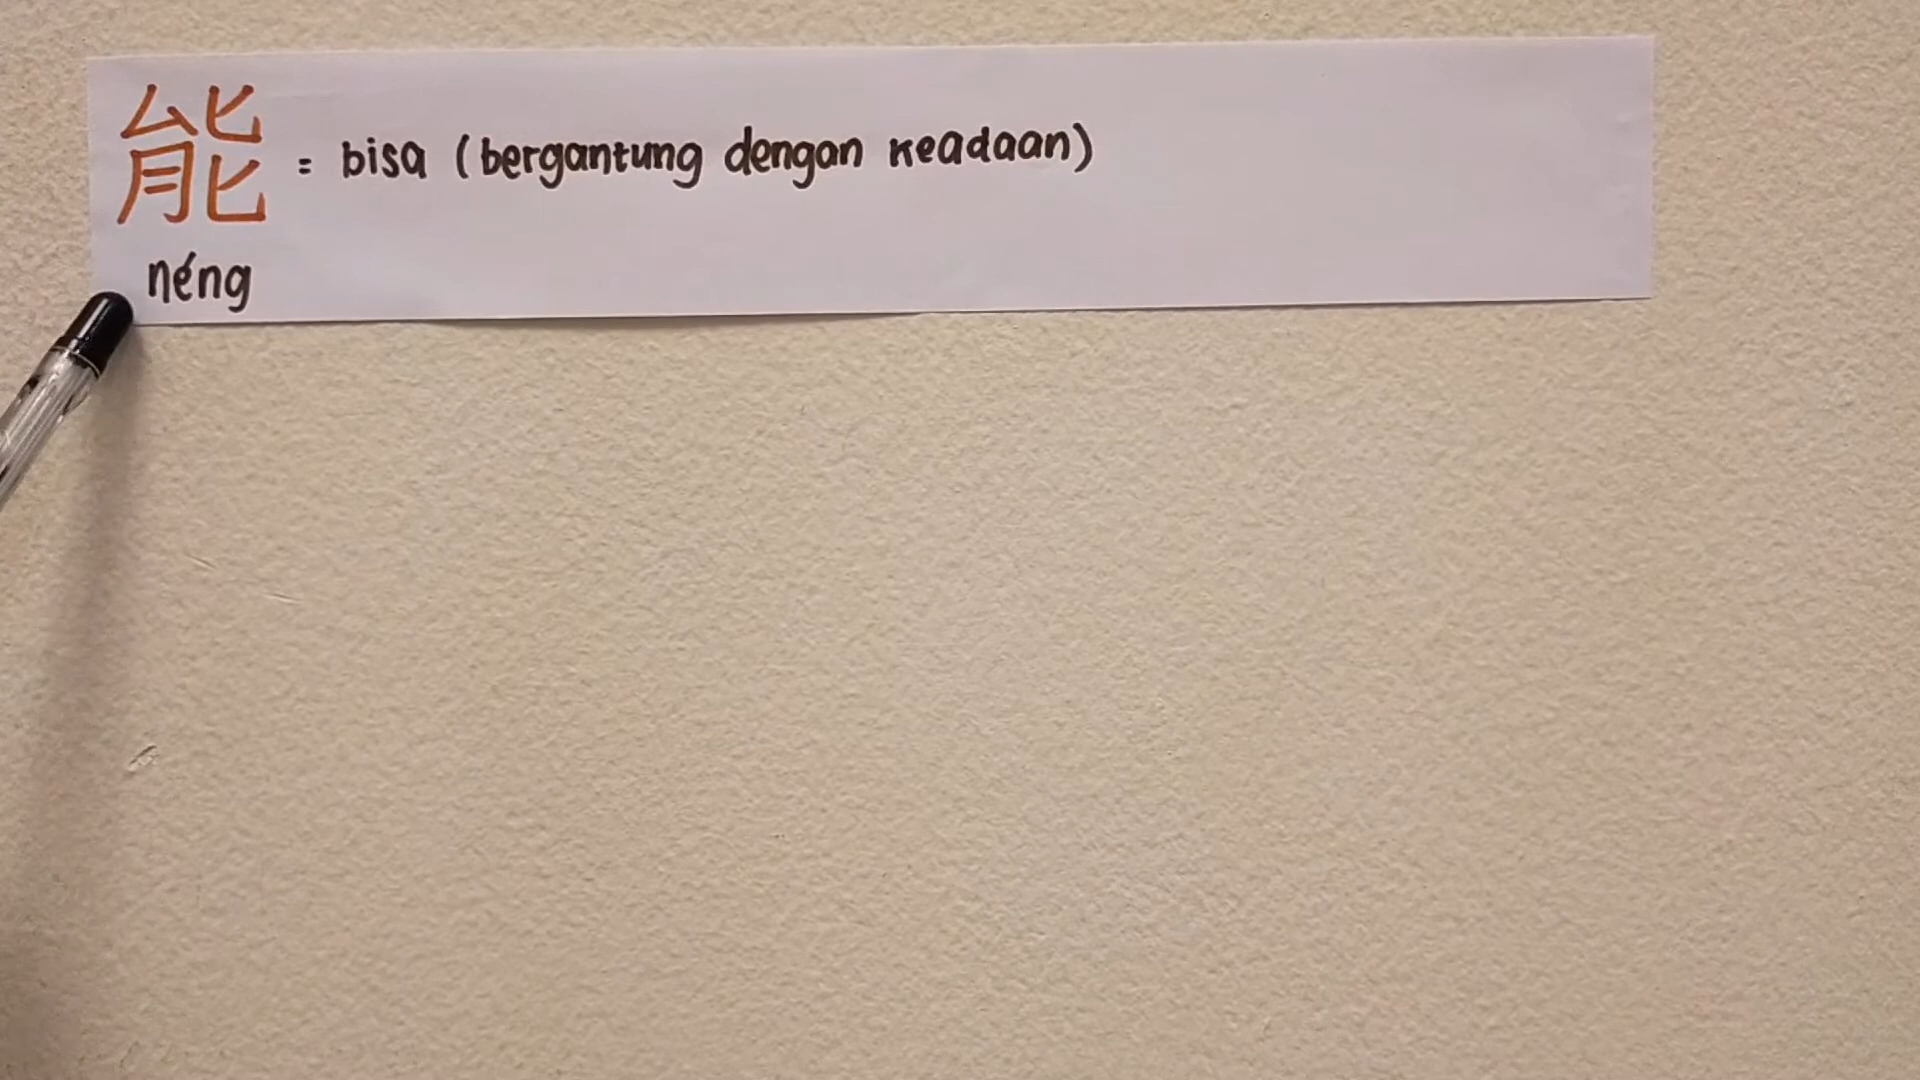 能 = bisa (bergantung dengan keadaan)
néng